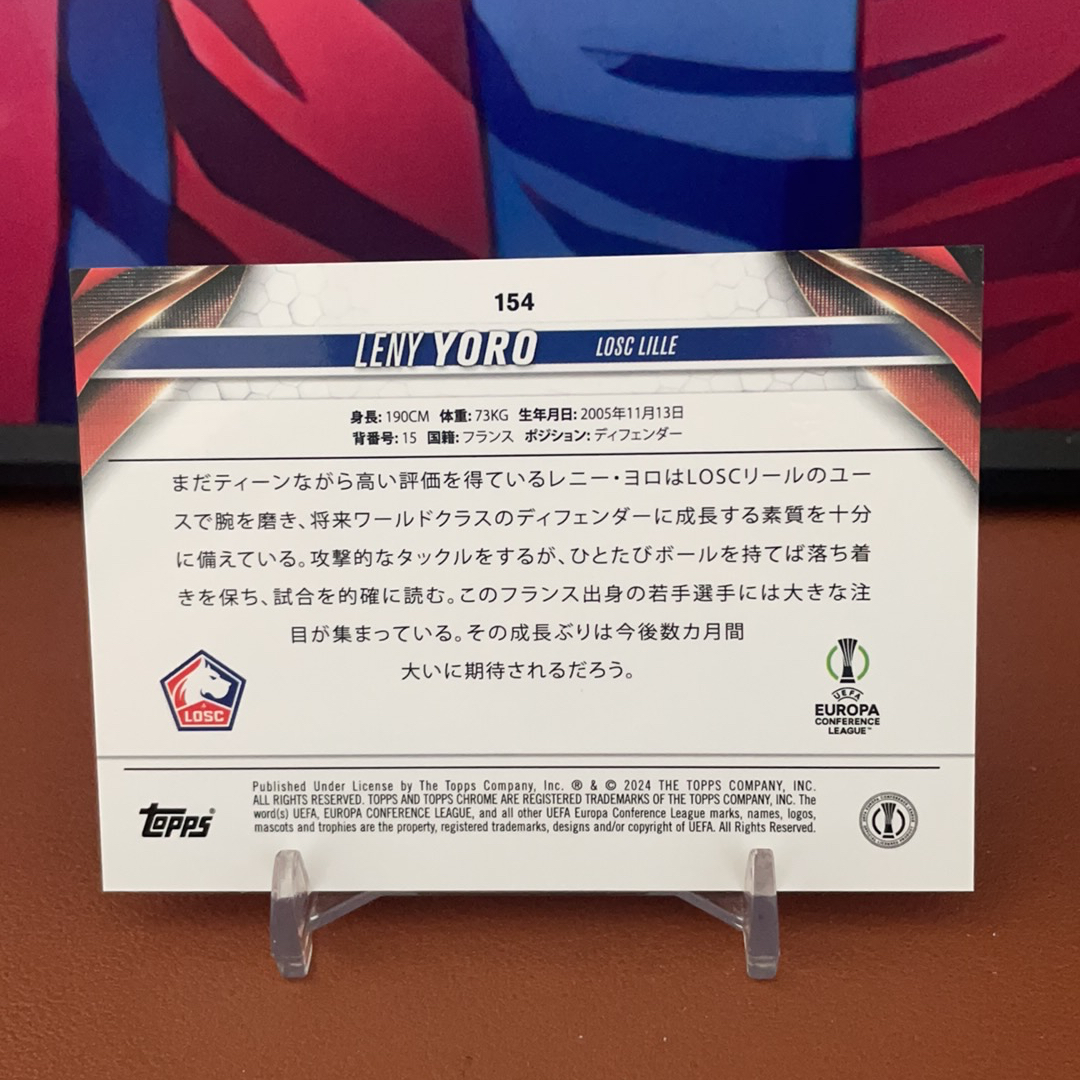 154
LENY YORO LOSC LILLE
身長: 190CM 体重: 73KG 生年月日: 2005年11月13日
背番号: 15 国籍: フランス ポジション: ディフェンダー
まだティーンながら高い評価を得ているレニー・ヨロはLOSCリールのユー
スで腕を磨き、将来ワールドクラスのディフェンダーに成長する素質を十分
に備えている。攻撃的なタックルをするが、ひとたびボールを持てば落ち着
きを保ち、試合を的確に読む。このフランス出身の若手選手には大きな注
目が集まっている。その成長ぶりは今後数カ月間
大いに期待されるだろう。
LOSC
UEFA
EUROPA
CONFERENCE
LEAGUE™
Published Under License by The Topps Company, Inc. ® & © 2024 THE TOPPS COMPANY, INC.
ALL RIGHTS RESERVED. TOPPS AND TOPPS CHROME ARE REGISTERED TRADEMARKS OF THE TOPPS COMPANY, INC. The
word(s) UEFA, EUROPA CONFERENCE LEAGUE, and all other UEFA Europa Conference League marks, names, logos,
mascots and trophies are the property, registered trademarks, designs and/or copyright of UEFA. All Rights Reserved.
topps®